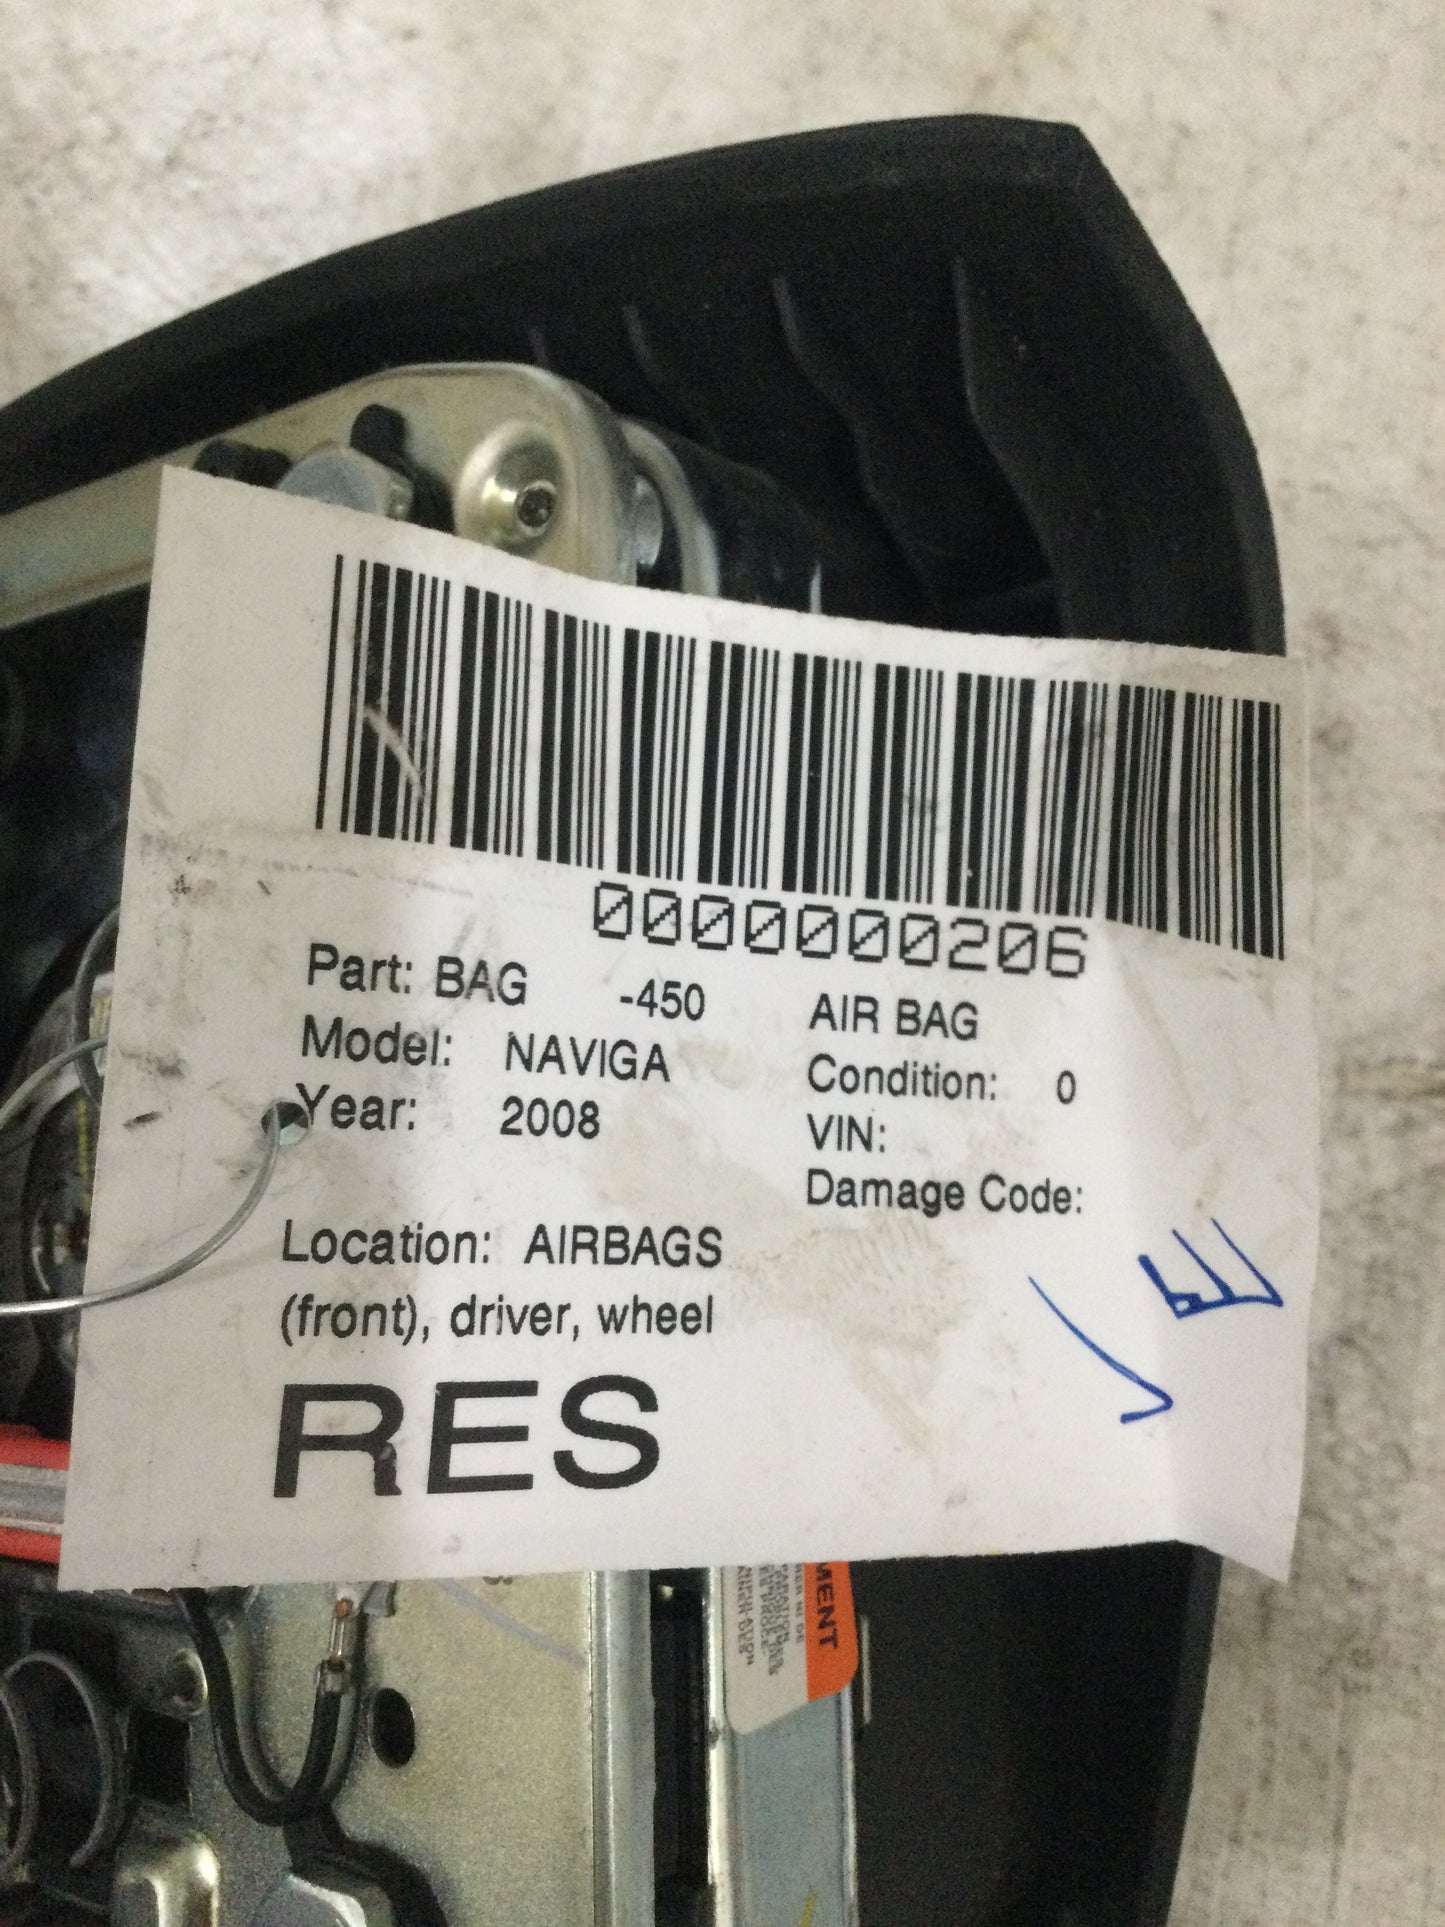 0000000206
Part: BAG -450 AIR BAG
Model: NAVIGA Condition: 0
Year: 2008 VIN:
Damage Code:
Location: AIRBAGS
(front), driver, wheel
RES
MENT